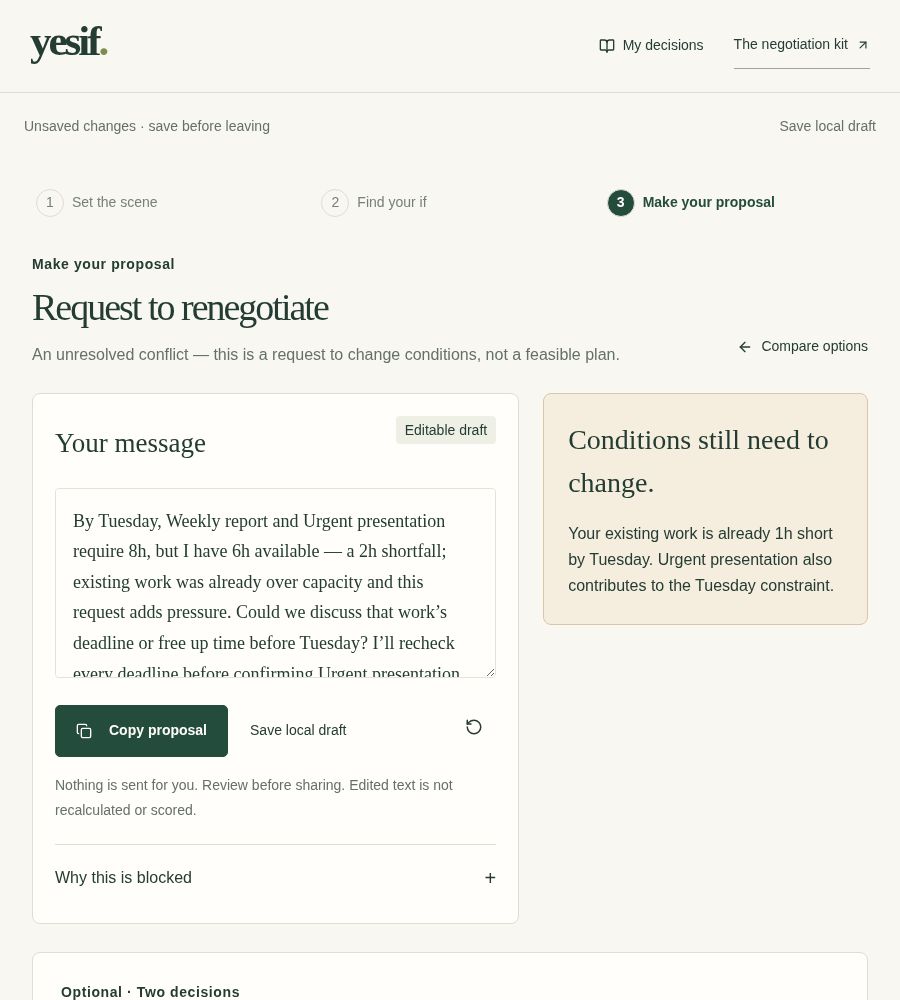 yesif.
My decisions
The negotiation kit
Unsaved changes · save before leaving
Save local draft
1 Set the scene
2 Find your if
3 Make your proposal
Make your proposal
Request to renegotiate
An unresolved conflict — this is a request to change conditions, not a feasible plan.
Compare options
Your message
Editable draft
By Tuesday, Weekly report and Urgent presentation
require 8h, but I have 6h available — a 2h shortfall;
existing work was already over capacity and this
request adds pressure. Could we discuss that work’s
deadline or free up time before Tuesday? I’ll recheck
every deadline before confirming Urgent presentation
Copy proposal
Save local draft
Nothing is sent for you. Review before sharing. Edited text is not
recalculated or scored.
Why this is blocked
+
Conditions still need to
change.
Your existing work is already 1h short
by Tuesday. Urgent presentation also
contributes to the Tuesday constraint.
Optional · Two decisions